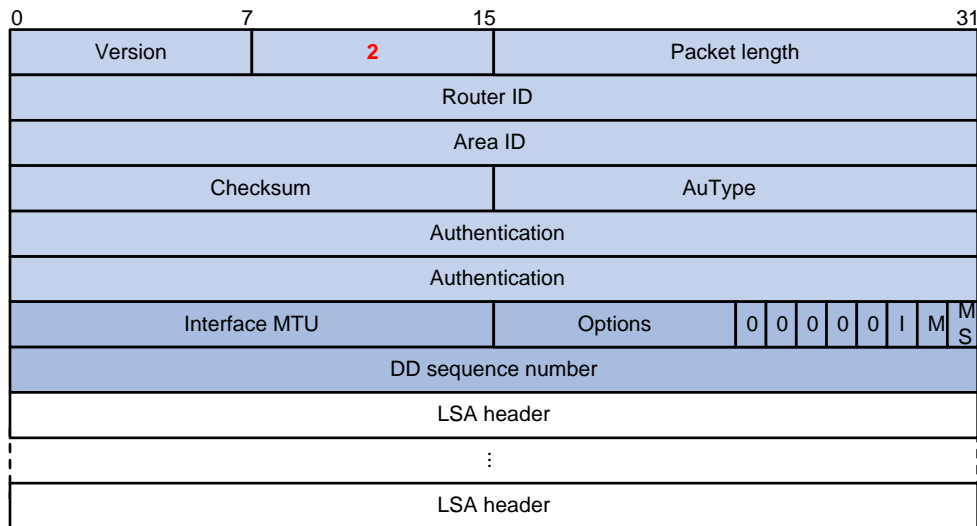 0 7 15 31
Version 2 Packet length
Router ID
Area ID
Checksum AuType
Authentication
Authentication
Interface MTU Options 0 0 0 0 0 I M M
S
DD sequence number
LSA header
...
LSA header